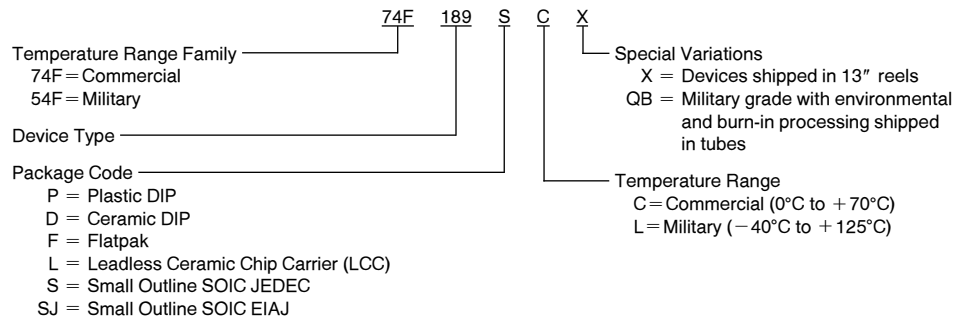 74F 189 S C X
Temperature Range Family
74F = Commercial
54F = Military
Device Type
Package Code
P = Plastic DIP
D = Ceramic DIP
F = Flatpak
L = Leadless Ceramic Chip Carrier (LCC)
S = Small Outline SOIC JEDEC
SJ = Small Outline SOIC EIAJ
Special Variations
X = Devices shipped in 13″ reels
QB = Military grade with environmental
and burn-in processing shipped
in tubes
Temperature Range
C = Commercial (0°C to +70°C)
L = Military (−40°C to +125°C)